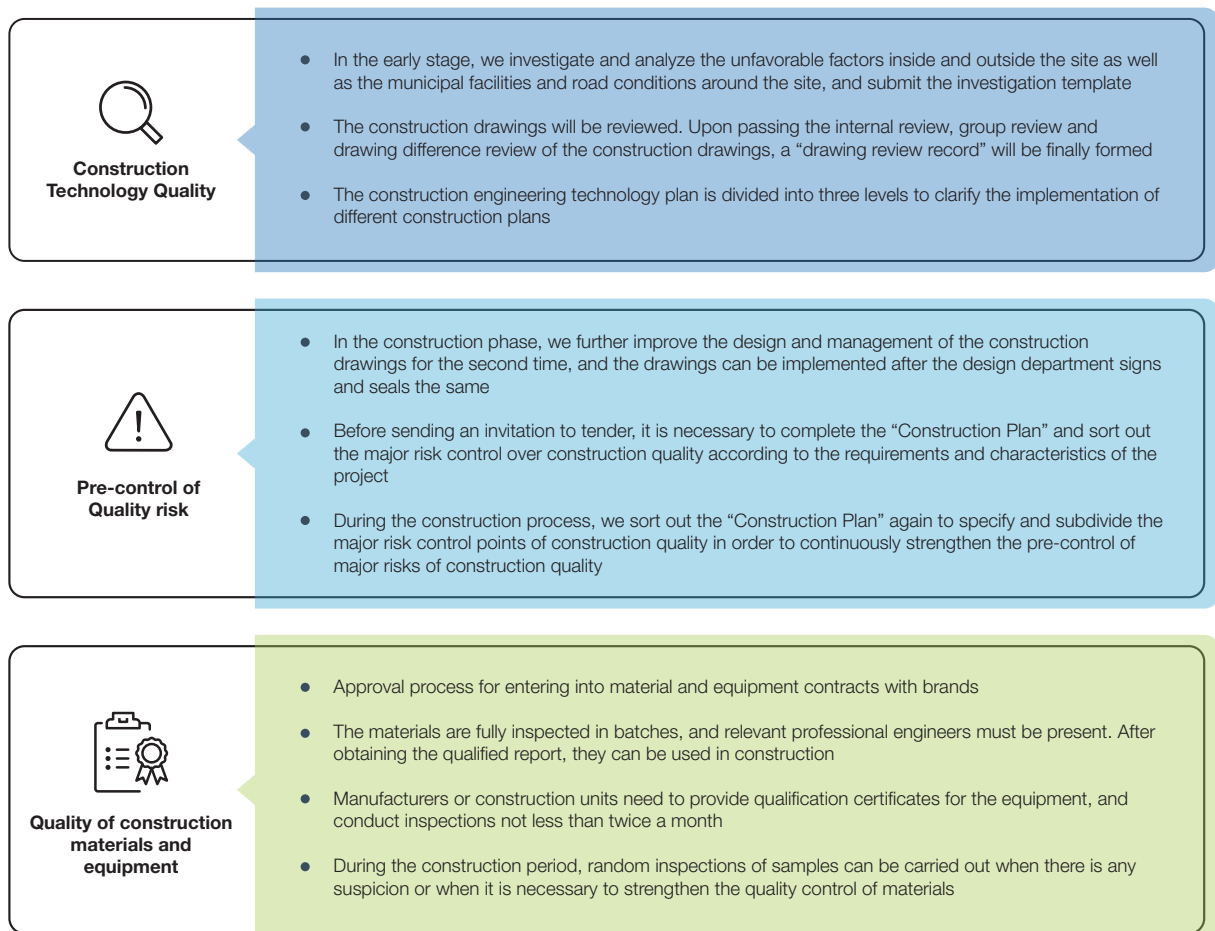 Construction
Technology Quality
● In the early stage, we investigate and analyze the unfavorable factors inside and outside the site as well
as the municipal facilities and road conditions around the site, and submit the investigation template
● The construction drawings will be reviewed. Upon passing the internal review, group review and
drawing difference review of the construction drawings, a “drawing review record” will be finally formed
● The construction engineering technology plan is divided into three levels to clarify the implementation of
different construction plans
Pre-control of
Quality risk
● In the construction phase, we further improve the design and management of the construction
drawings for the second time, and the drawings can be implemented after the design department signs
and seals the same
● Before sending an invitation to tender, it is necessary to complete the “Construction Plan” and sort out
the major risk control over construction quality according to the requirements and characteristics of the
project
● During the construction process, we sort out the “Construction Plan” again to specify and subdivide the
major risk control points of construction quality in order to continuously strengthen the pre-control of
major risks of construction quality
Quality of construction
materials and
equipment
● Approval process for entering into material and equipment contracts with brands
● The materials are fully inspected in batches, and relevant professional engineers must be present. After
obtaining the qualified report, they can be used in construction
● Manufacturers or construction units need to provide qualification certificates for the equipment, and
conduct inspections not less than twice a month
● During the construction period, random inspections of samples can be carried out when there is any
suspicion or when it is necessary to strengthen the quality control of materials